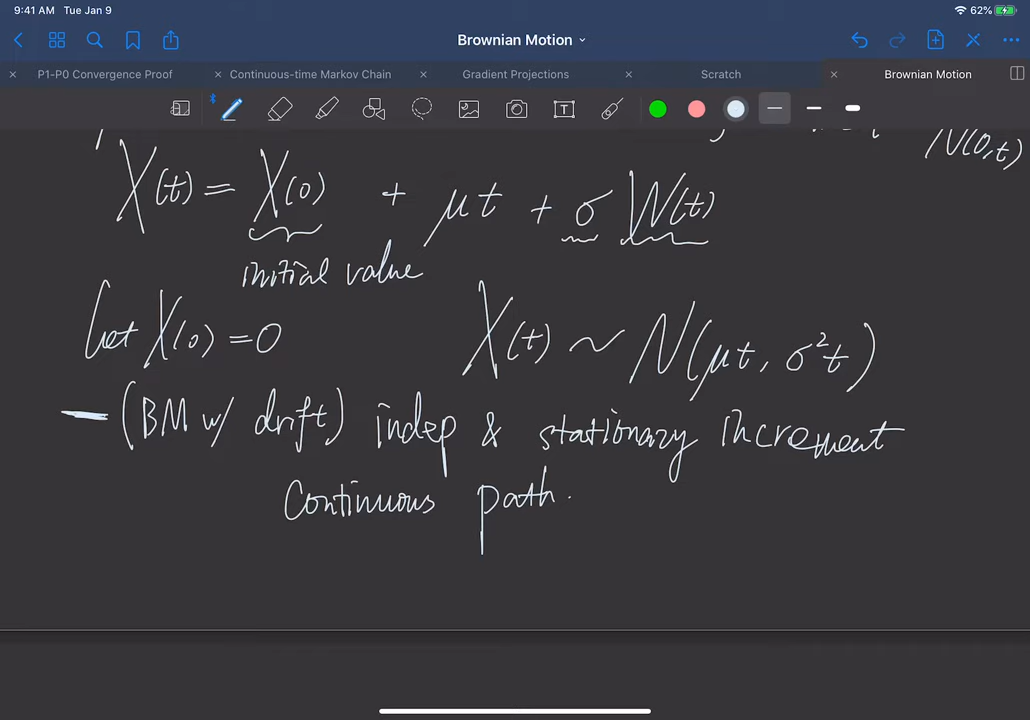 9:41 AM Tue Jan 9
62%
Brownian Motion
P1-P0 Convergence Proof
Continuous-time Markov Chain
Gradient Projections
Scratch
Brownian Motion
N(0,t)
X(t) = X(0) + μt + σ W(t)
initial value
Let X(0) = 0
X(t) ~ N(μt, σ²t)
— (BM w/ drift) indep & stationary increment
Continuous path.